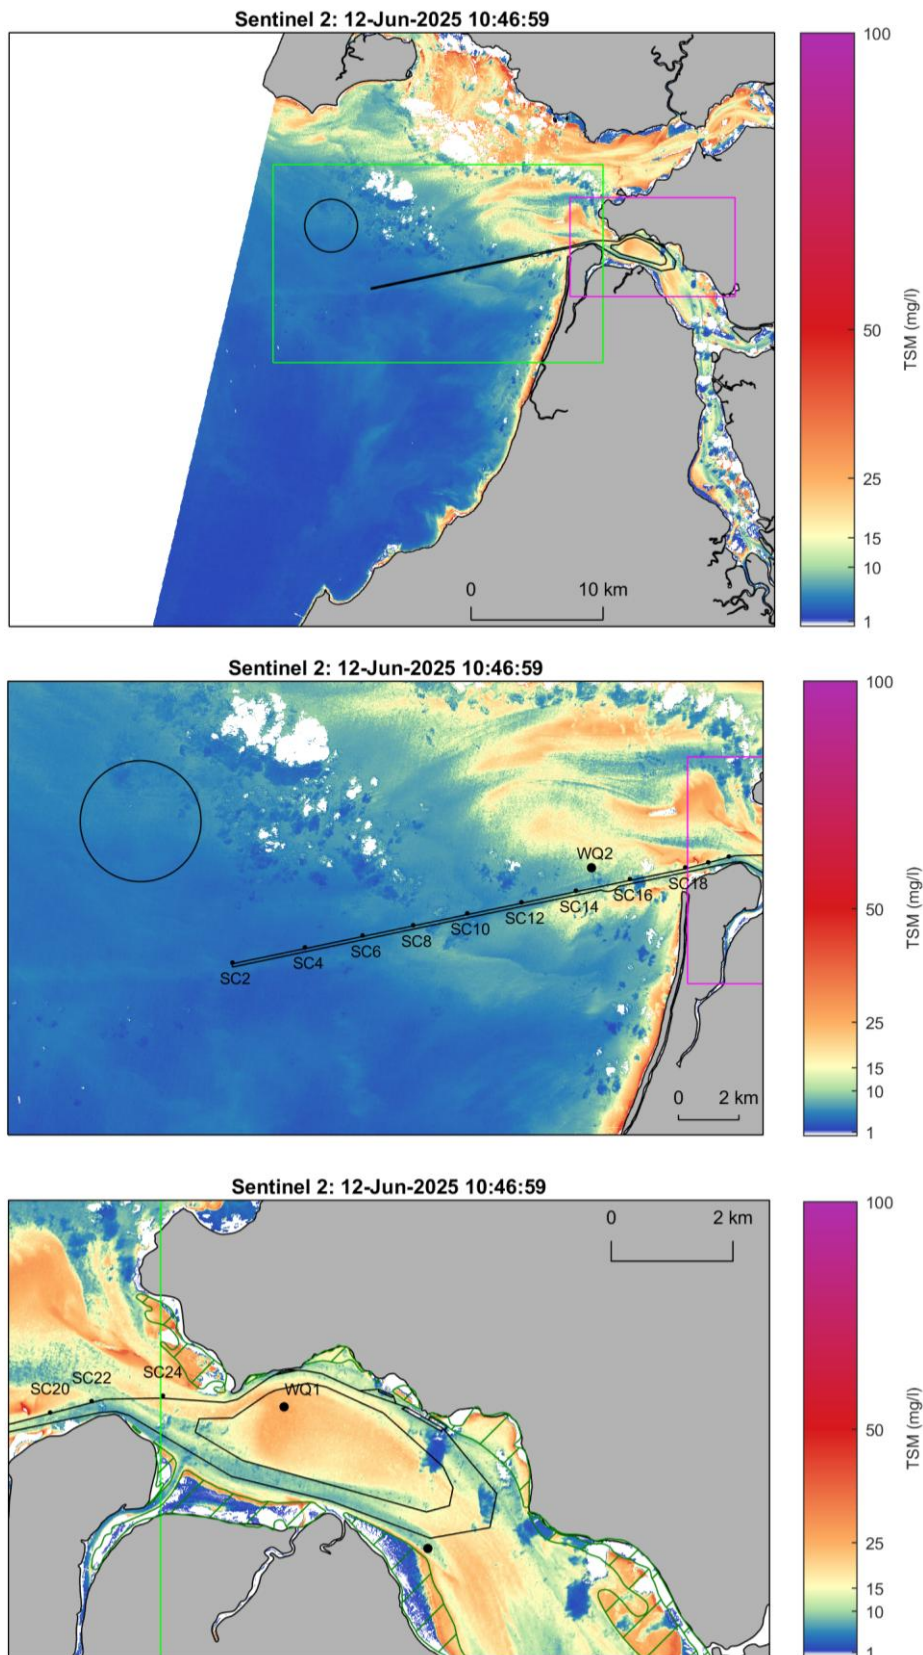 Sentinel 2: 12-Jun-2025 10:46:59
100
50
25
15
10
1
TSM (mg/l)
0 10 km
Sentinel 2: 12-Jun-2025 10:46:59
WQ2
SC18
SC16
SC14
SC12
SC10
SC8
SC6
SC4
SC2
0 2 km
100
50
25
15
10
1
TSM (mg/l)
Sentinel 2: 12-Jun-2025 10:46:59
0 2 km
SC24
SC22
SC20
WQ1
100
50
25
15
10
1
TSM (mg/l)